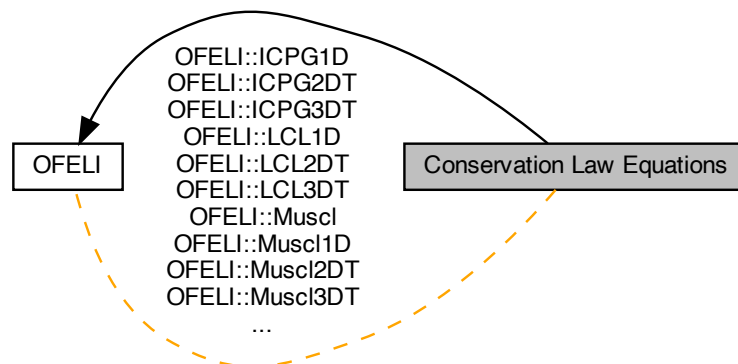 OFELI::ICPG1D
OFELI::ICPG2DT
OFELI::ICPG3DT
OFELI::LCL1D
OFELI::LCL2DT
OFELI::LCL3DT
OFELI::Muscl
OFELI::Muscl1D
OFELI::Muscl2DT
OFELI::Muscl3DT
...
OFELI
Conservation Law Equations